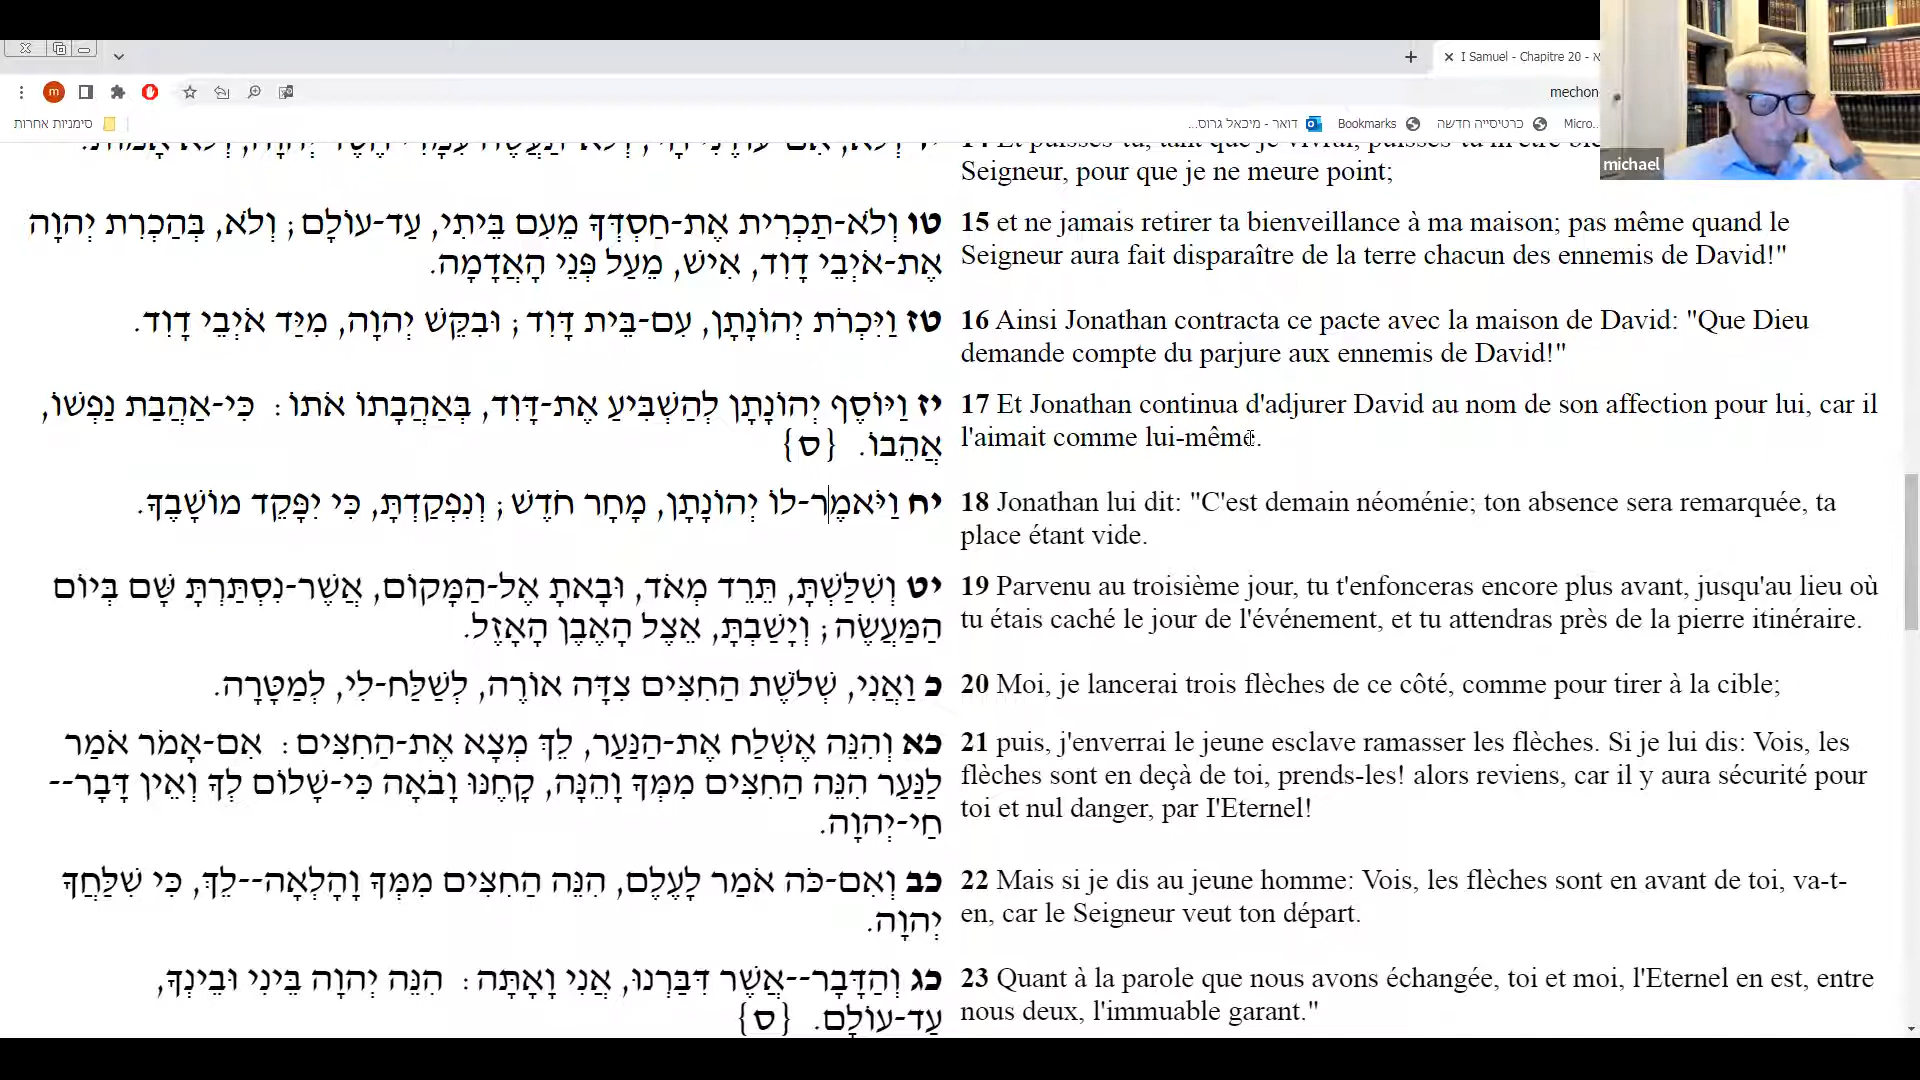 I Samuel - Chapitre 20 - א
mechon
סימניות אחרות
דואר - מיכאל גרוס...
Bookmarks
כרטיסייה חדשה
Micro...
michael
Seigneur, pour que je ne meure point;
טו וְלֹא-תַכְרִית אֶת-חַסְדְּךָ מֵעִם בֵּיתִי, עַד-עוֹלָם; וְלֹא, בְּהַכְרִת יְהוָה
אֶת-אֹיְבֵי דָוִד, אִישׁ, מֵעַל פְּנֵי הָאֲדָמָה.
15 et ne jamais retirer ta bienveillance à ma maison; pas même quand le
Seigneur aura fait disparaître de la terre chacun des ennemis de David!"
טז וַיִּכְרֹת יְהוֹנָתָן, עִם-בֵּית דָּוִד; וּבִקֵּשׁ יְהוָה, מִיַּד אֹיְבֵי דָוִד.
16 Ainsi Jonathan contracta ce pacte avec la maison de David: "Que Dieu
demande compte du parjure aux ennemis de David!"
יז וַיּוֹסֶף יְהוֹנָתָן לְהַשְׁבִּיעַ אֶת-דָּוִד, בְּאַהֲבָתוֹ אֹתוֹ: כִּי-אַהֲבַת נַפְשׁוֹ,
אֲהֵבוֹ. {ס}
17 Et Jonathan continua d'adjurer David au nom de son affection pour lui, car il
l'aimait comme lui-même.
יח וַיֹּאמֶר-לוֹ יְהוֹנָתָן, מָחָר חֹדֶשׁ; וְנִפְקַדְתָּ, כִּי יִפָּקֵד מוֹשָׁבֶךָ.
18 Jonathan lui dit: "C'est demain néoménie; ton absence sera remarquée, ta
place étant vide.
יט וְשִׁלַּשְׁתָּ, תֵּרֵד מְאֹד, וּבָאתָ אֶל-הַמָּקוֹם, אֲשֶׁר-נִסְתַּרְתָּ שָּׁם בְּיוֹם
הַמַּעֲשֶׂה; וְיָשַׁבְתָּ, אֵצֶל הָאֶבֶן הָאָזֶל.
19 Parvenu au troisième jour, tu t'enfonceras encore plus avant, jusqu'au lieu où
tu étais caché le jour de l'événement, et tu attendras près de la pierre itinéraire.
כ וַאֲנִי, שְׁלֹשֶׁת הַחִצִּים צִדָּה אוֹרֶה, לְשַׁלַּח-לִי, לְמַטָּרָה.
20 Moi, je lancerai trois flèches de ce côté, comme pour tirer à la cible;
כא וְהִנֵּה אֶשְׁלַח אֶת-הַנַּעַר, לֵךְ מְצָא אֶת-הַחִצִּים: אִם-אָמֹר אֹמַר
לַנַּעַר הִנֵּה הַחִצִּים מִמְּךָ וָהֵנָּה, קָחֶנּוּ וָבֹאָה כִּי-שָׁלוֹם לְךָ וְאֵין דָּבָר--
חַי-יְהוָה.
21 puis, j'enverrai le jeune esclave ramasser les flèches. Si je lui dis: Vois, les
flèches sont en deçà de toi, prends-les! alors reviens, car il y aura sécurité pour
toi et nul danger, par I'Eternel!
כב וְאִם-כֹּה אֹמַר לָעֶלֶם, הִנֵּה הַחִצִּים מִמְּךָ וָהָלְאָה--לֵךְ, כִּי שִׁלַּחֲךָ
יְהוָה.
22 Mais si je dis au jeune homme: Vois, les flèches sont en avant de toi, va-t-
en, car le Seigneur veut ton départ.
כג וְהַדָּבָר--אֲשֶׁר דִּבַּרְנוּ, אֲנִי וָאָתָּה: הִנֵּה יְהוָה בֵּינִי וּבֵינְךָ,
עַד-עוֹלָם. {ס}
23 Quant à la parole que nous avons échangée, toi et moi, l'Eternel en est, entre
nous deux, l'immuable garant."